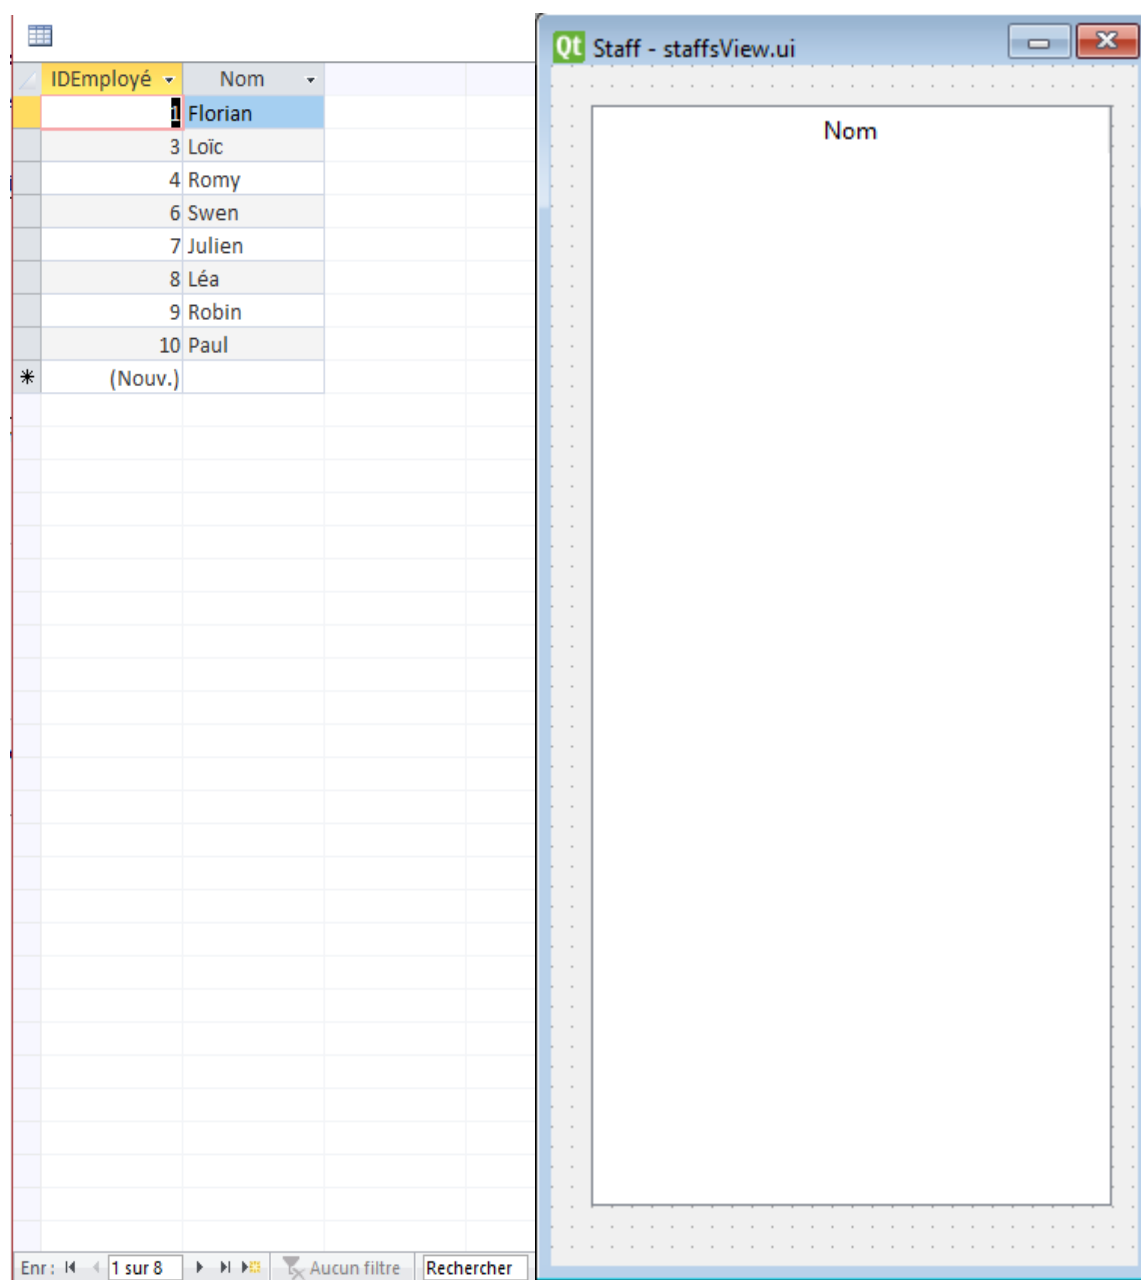 IDEmployé Nom
1 Florian
3 Loïc
4 Romy
6 Swen
7 Julien
8 Léa
9 Robin
10 Paul
(Nouv.)
Enr : 1 sur 8 Aucun filtre Rechercher
Qt Staff - staffsView.ui
Nom